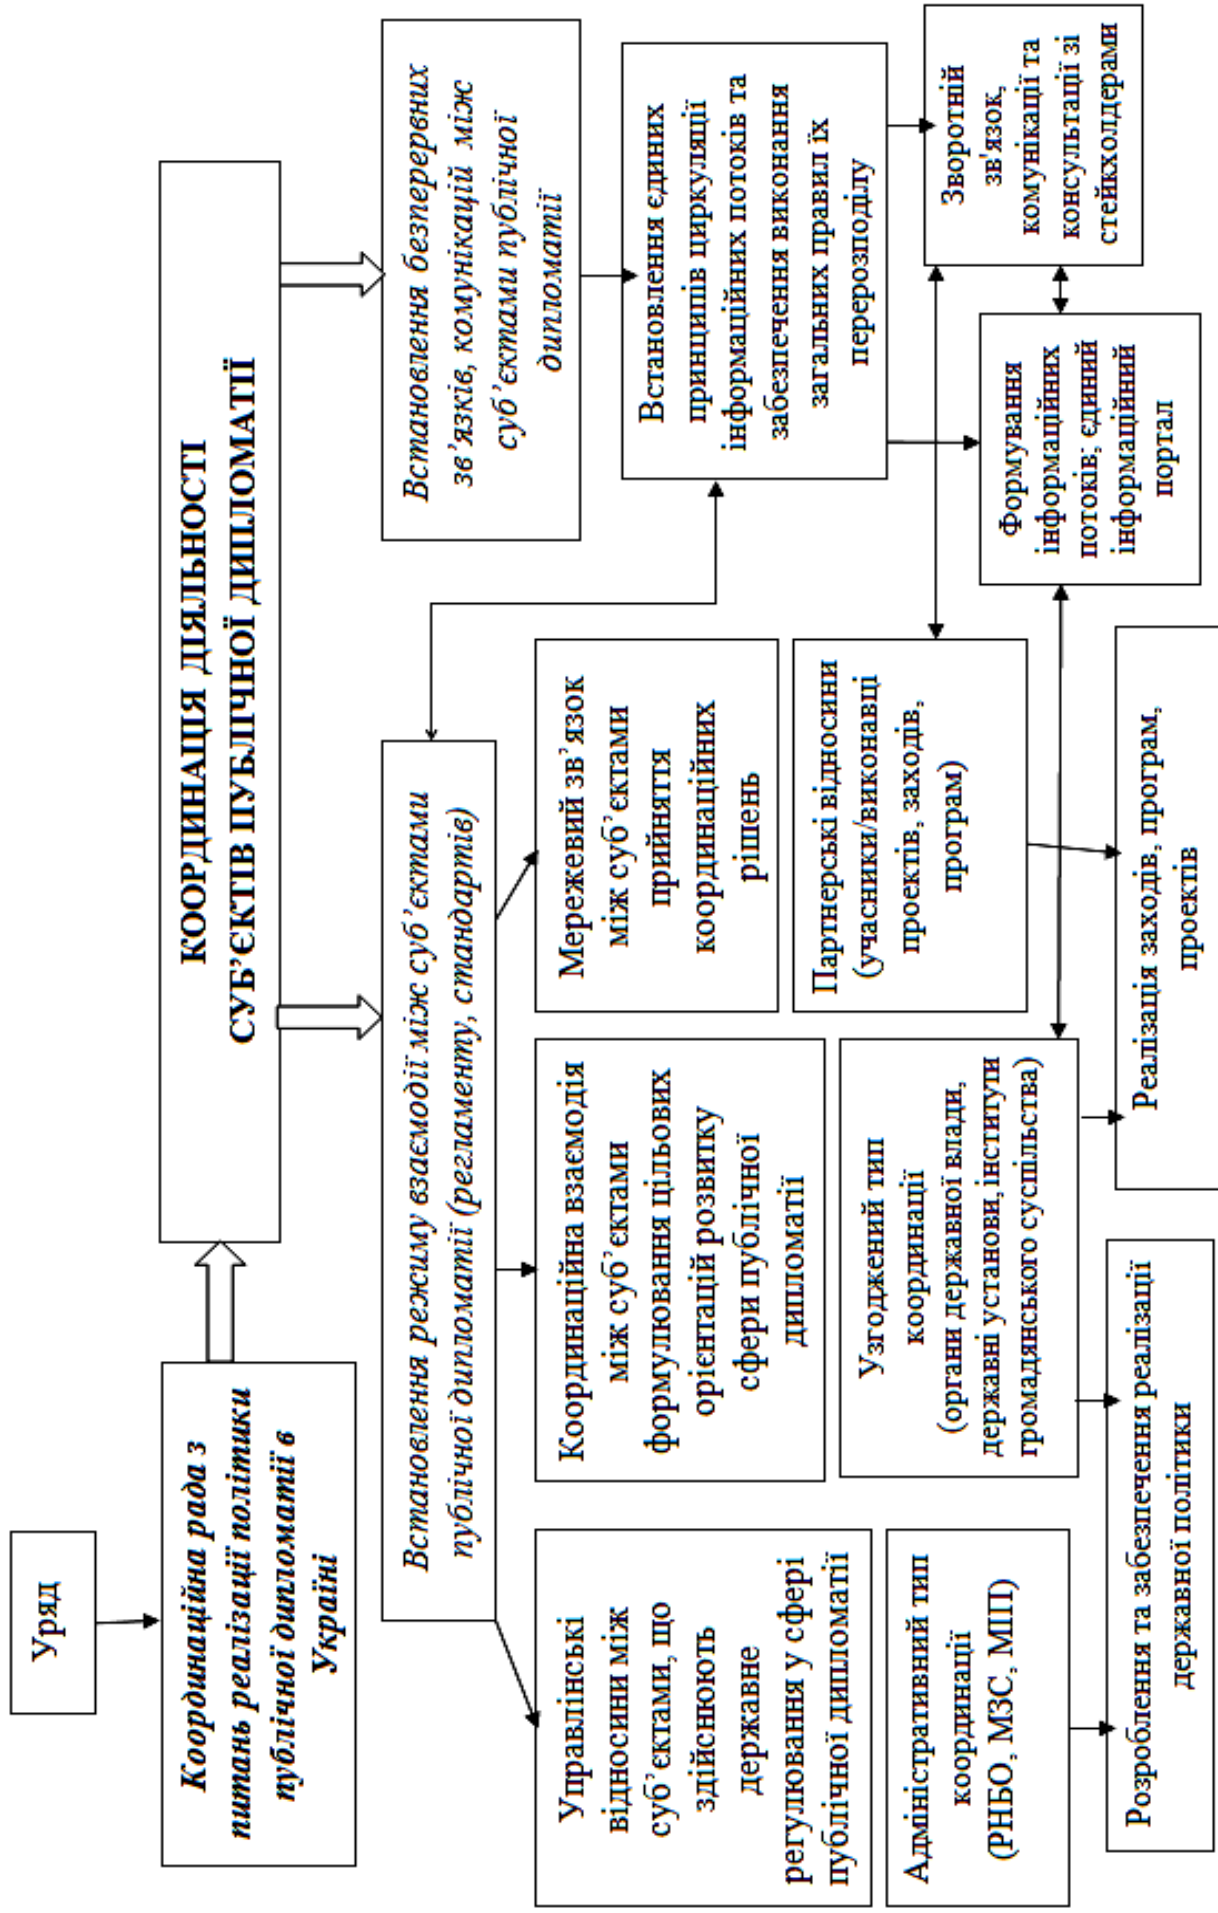 Уряд
Координаційна рада з
питань реалізації політики
публічної дипломатії в
Україні
КООРДИНАЦІЯ ДІЯЛЬНОСТІ
СУБ’ЄКТІВ ПУБЛІЧНОЇ ДИПЛОМАТІЇ
Встановлення режиму взаємодії між суб’єктами
публічної дипломатії (регламенту, стандартів)
Встановлення безперервних
зв’язків, комунікацій між
суб’єктами публічної
дипломатії
Управлінські
відносини між
суб’єктами, що
здійснюють
державне
регулювання у сфері
публічної дипломатії
Координаційна взаємодія
між суб’єктами
формулювання цільових
орієнтацій розвитку
сфери публічної
дипломатії
Мережевий зв’язок
між суб’єктами
прийняття
координаційних
рішень
Встановлення єдиних
принципів циркуляції
інформаційних потоків та
забезпечення виконання
загальних правил їх
перерозподілу
Адміністративний тип
координації
(РНБО, МЗС, МІП)
Узгоджений тип
координації
(органи державної влади,
державні установи, інститути
громадянського суспільства)
Партнерські відносини
(учасники/виконавці
проектів, заходів,
програм)
Формування
інформаційних
потоків; єдиний
інформаційний
портал
Зворотній
зв'язок,
комунікації та
консультації зі
стейкхолдерами
Розроблення та забезпечення реалізації
державної політики
Реалізація заходів, програм,
проектів